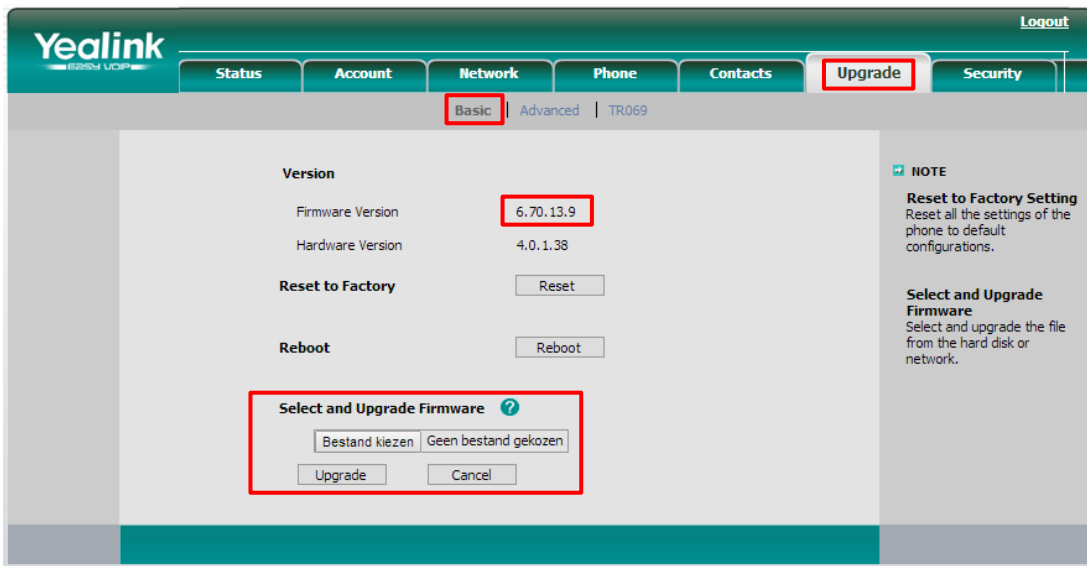 Logout
Yealink
EASY VOIP
Status Account Network Phone Contacts Upgrade Security
Basic Advanced TR069
Version
Firmware Version 6.70.13.9
Hardware Version 4.0.1.38
Reset to Factory Reset
Reboot Reboot
Select and Upgrade Firmware ?
Bestand kiezen Geen bestand gekozen
Upgrade Cancel
NOTE
Reset to Factory Setting
Reset all the settings of the
phone to default
configurations.
Select and Upgrade
Firmware
Select and upgrade the file
from the hard disk or
network.